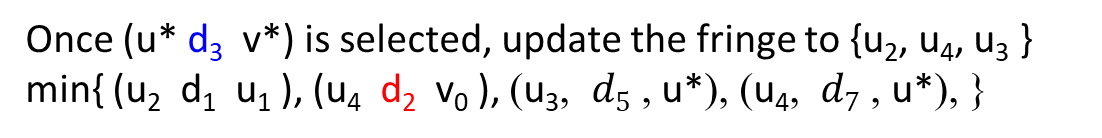 Once (u* d₃ v*) is selected, update the fringe to {u₂, u₄, u₃ }
min{ (u₂ d₁ u₁ ), (u₄ d₂ v₀ ), (u₃, d₅ , u*), (u₄, d₇ , u*), }